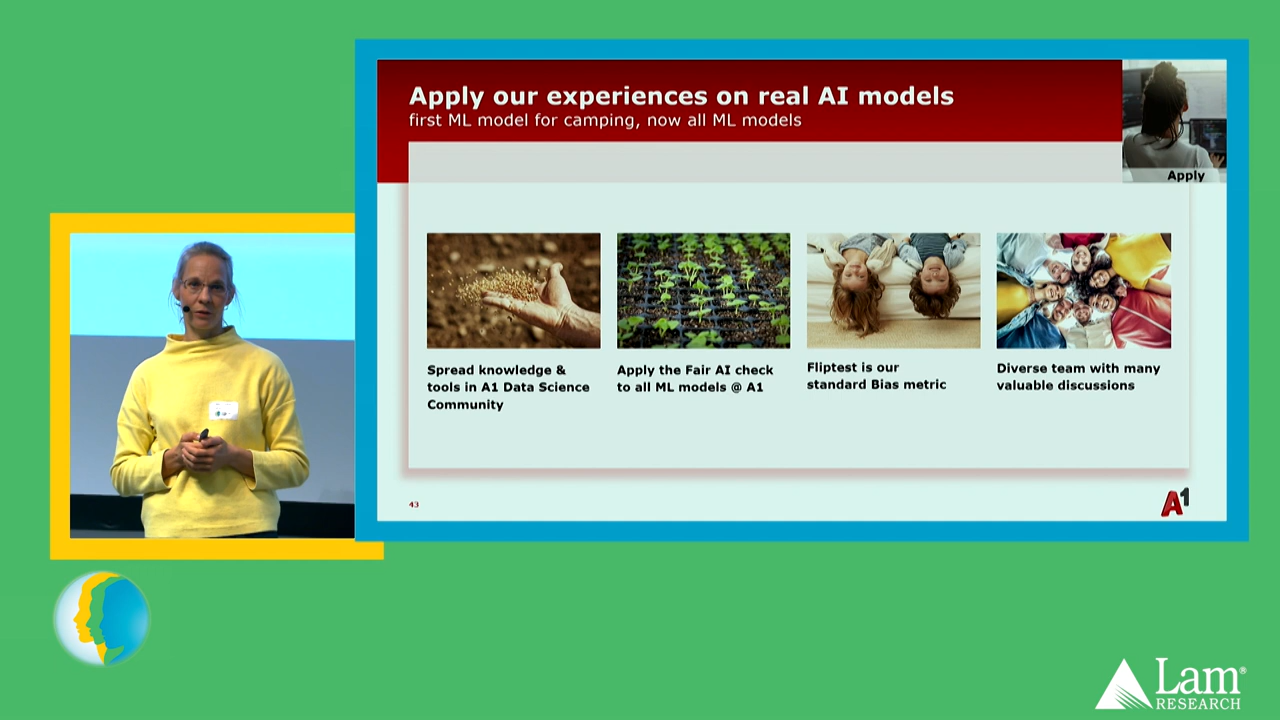 Apply our experiences on real AI models
first ML model for camping, now all ML models
Apply
Spread knowledge &
tools in A1 Data Science
Community
Apply the Fair AI check
to all ML models @ A1
Fliptest is our
standard Bias metric
Diverse team with many
valuable discussions
43
A1
Lam®
RESEARCH